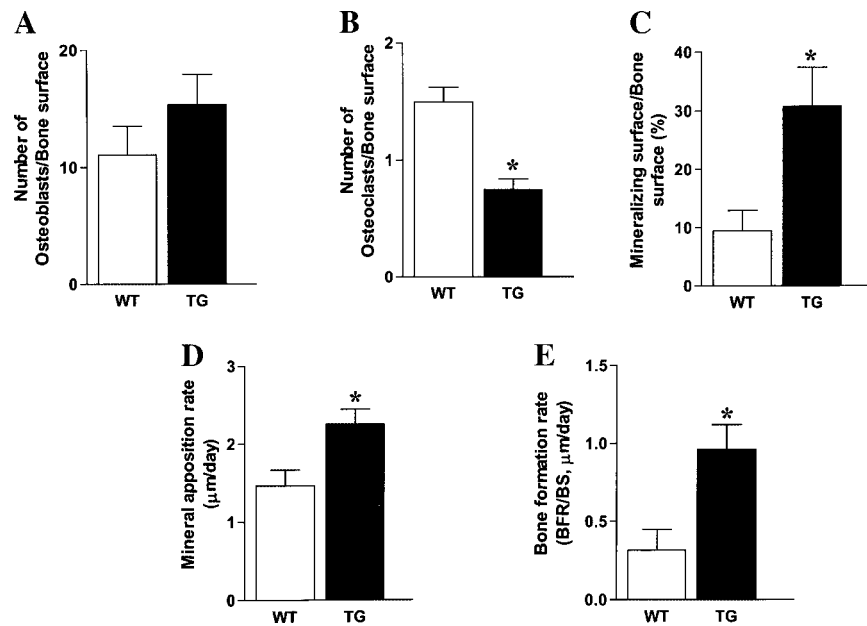 A
Number of
Osteoblasts/Bone surface
20
10
0
WT TG
B
Number of
Osteoclasts/Bone surface
2
1
0
*
WT TG
C
Mineralizing surface/Bone
surface (%)
40
30
20
10
0
*
WT TG
D
Mineral apposition rate
(μm/day)
3
2
1
0
*
WT TG
E
Bone formation rate
(BFR/BS, μm/day)
1.5
1.0
0.5
0.0
*
WT TG